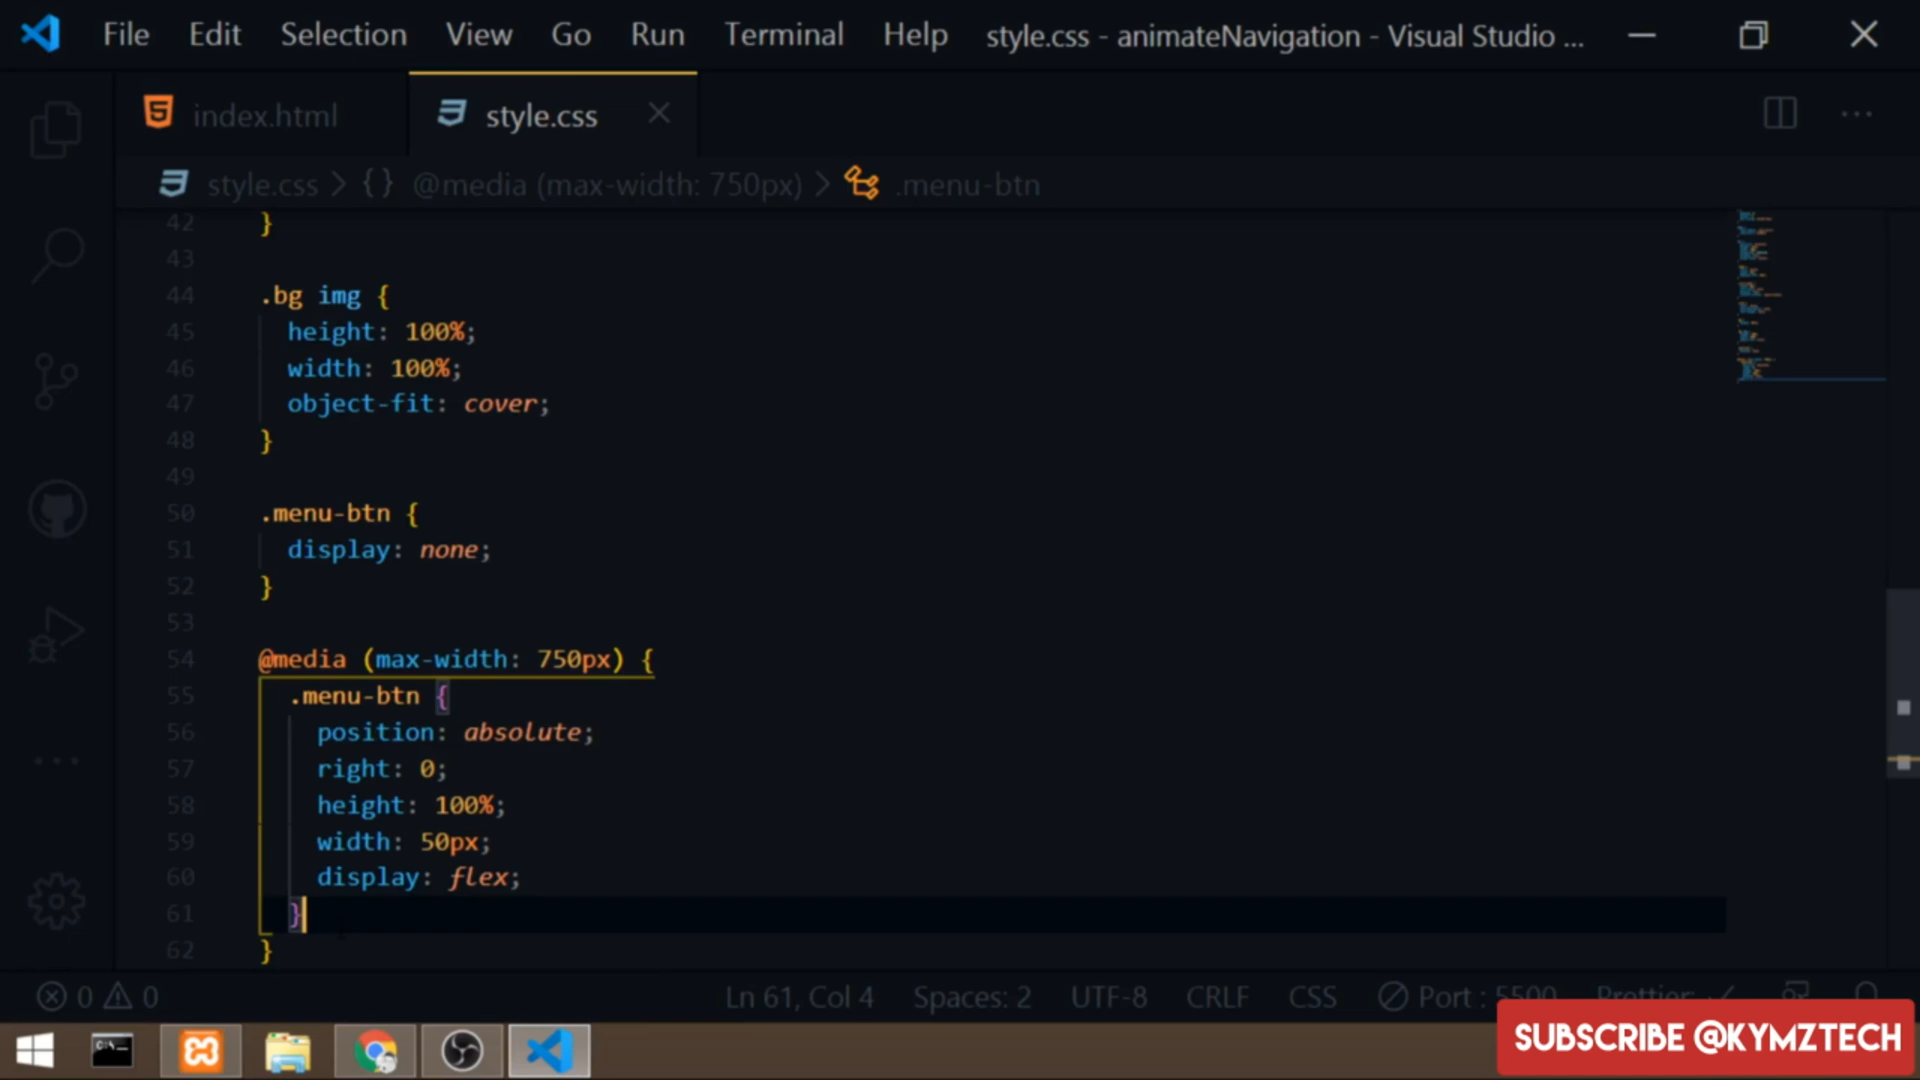 File Edit Selection View Go Run Terminal Help style.css - animateNavigation - Visual Studio ...
index.html style.css
style.css > {} @media (max-width: 750px) > .menu-btn
42 }
43
44 .bg img {
45 height: 100%;
46 width: 100%;
47 object-fit: cover;
48 }
49
50 .menu-btn {
51 display: none;
52 }
53
54 @media (max-width: 750px) {
55 .menu-btn {
56 position: absolute;
57 right: 0;
58 height: 100%;
59 width: 50px;
60 display: flex;
61 }
62 }
0 0 Ln 61, Col 4 Spaces: 2 UTF-8 CRLF CSS Port : 5500 Prettier: ✓
SUBSCRIBE @KYMZTECH